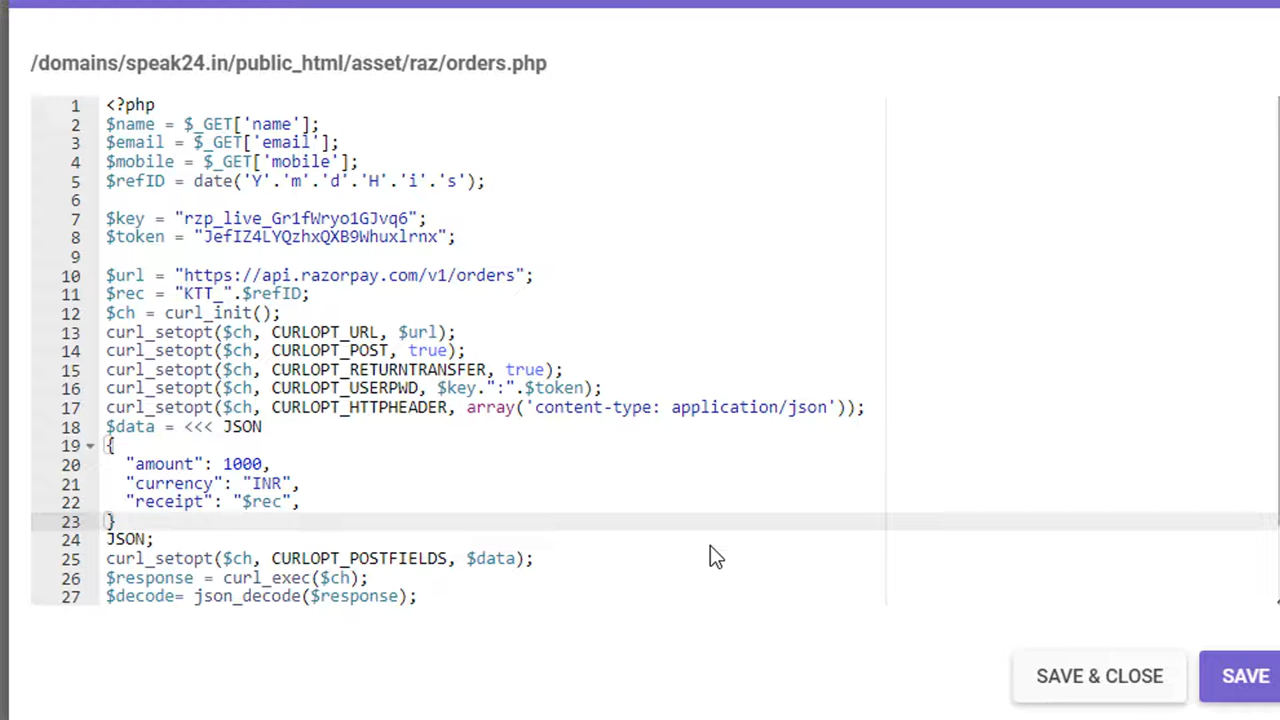 /domains/speak24.in/public_html/asset/raz/orders.php
1 <?php
2 $name = $_GET['name'];
3 $email = $_GET['email'];
4 $mobile = $_GET['mobile'];
5 $refID = date('Y'.'m'.'d'.'H'.'i'.'s');
6
7 $key = "rzp_live_Gr1fWryo1GJvq6";
8 $token = "JefIZ4LYQzhxQXB9Whuxlrnx";
9
10 $url = "https://api.razorpay.com/v1/orders";
11 $rec = "KTT_".$refID;
12 $ch = curl_init();
13 curl_setopt($ch, CURLOPT_URL, $url);
14 curl_setopt($ch, CURLOPT_POST, true);
15 curl_setopt($ch, CURLOPT_RETURNTRANSFER, true);
16 curl_setopt($ch, CURLOPT_USERPWD, $key.":".$token);
17 curl_setopt($ch, CURLOPT_HTTPHEADER, array('content-type: application/json'));
18 $data = <<< JSON
19 {
20   "amount": 1000,
21   "currency": "INR",
22   "receipt": "$rec",
23 }
24 JSON;
25 curl_setopt($ch, CURLOPT_POSTFIELDS, $data);
26 $response = curl_exec($ch);
27 $decode= json_decode($response);
SAVE & CLOSE SAVE